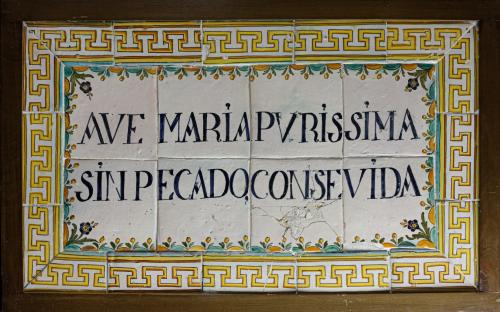 AVE MARIA PVRISSIMA
SIN PECADO CONSEVIDA